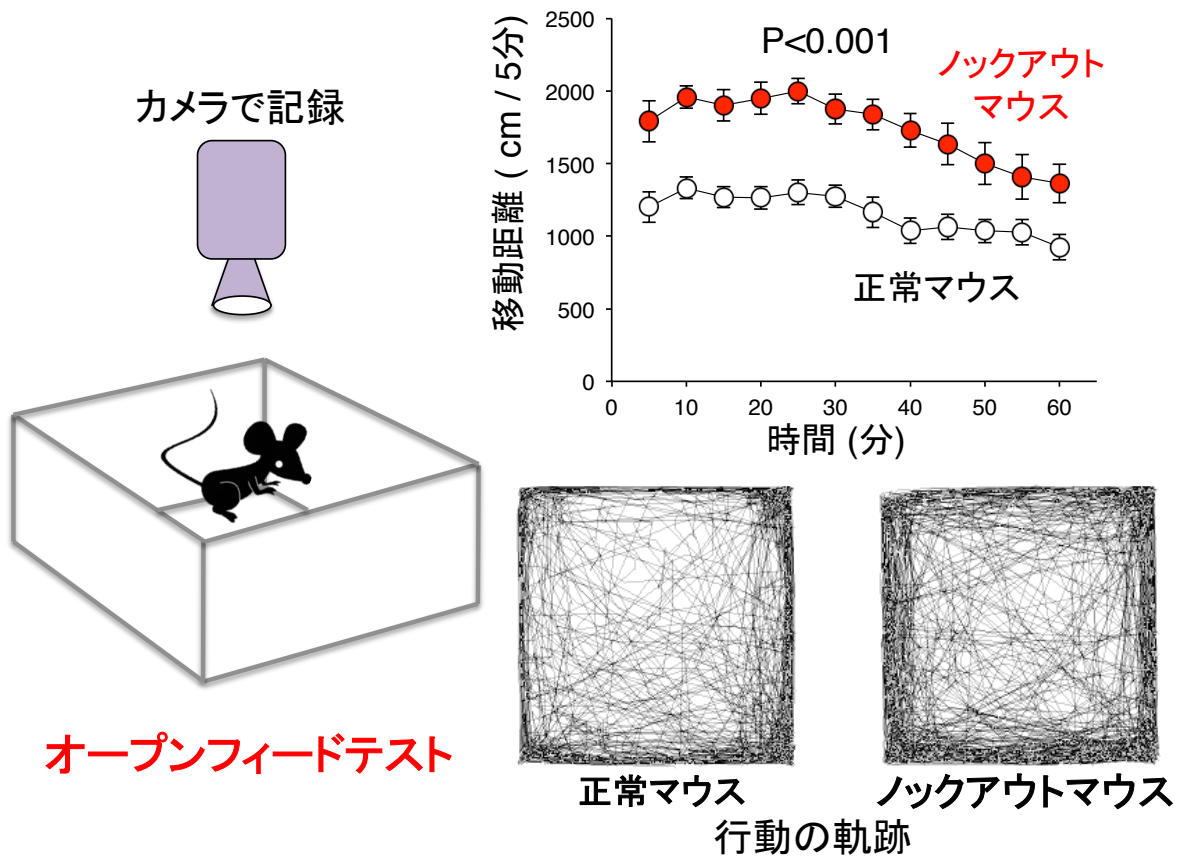 カメラで記録
オープンフィードテスト
P<0.001
ノックアウト
マウス
正常マウス
移動距離 ( cm / 5分)
2500
2000
1500
1000
500
0
0 10 20 30 40 50 60
時間 (分)
正常マウス
ノックアウトマウス
行動の軌跡